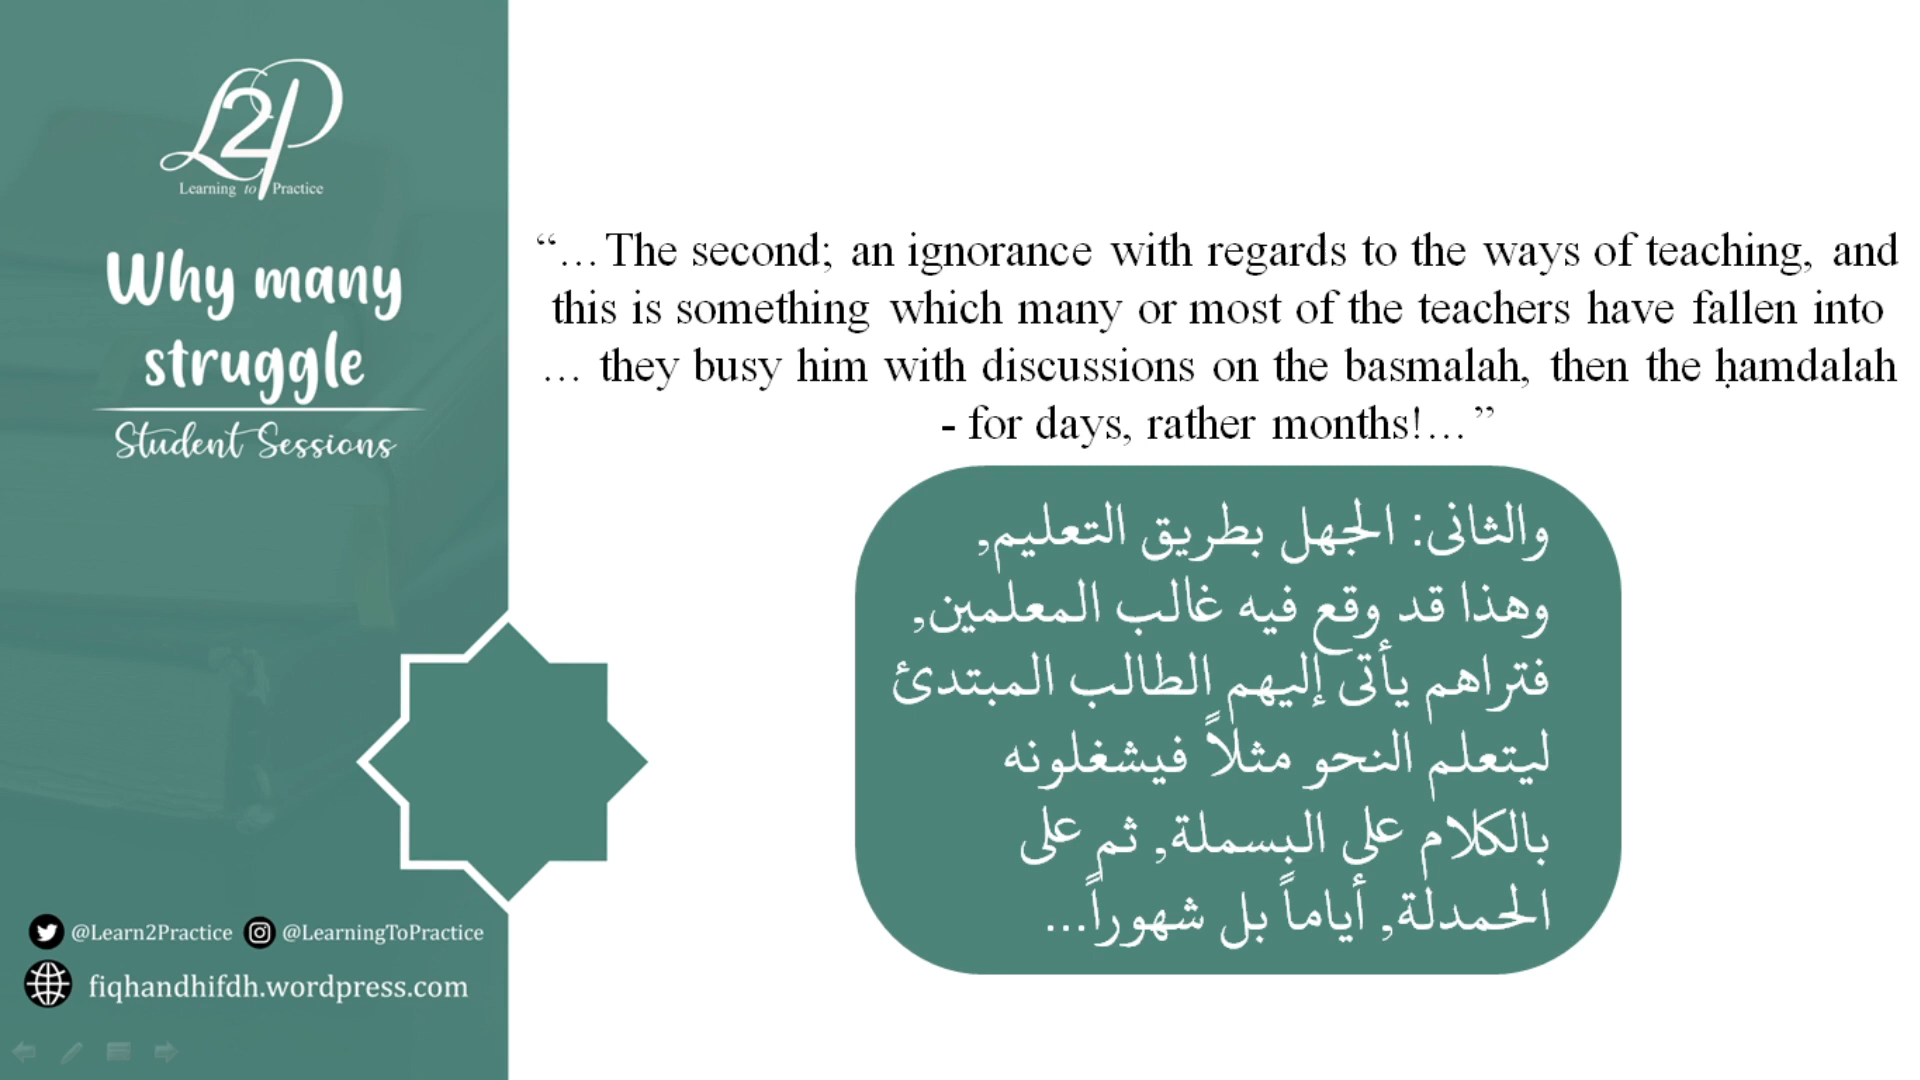 L2P
Learning to Practice
Why many
struggle
Student Sessions
@Learn2Practice @LearningToPractice
fiqhandhifdh.wordpress.com
“…The second; an ignorance with regards to the ways of teaching, and
this is something which many or most of the teachers have fallen into
… they busy him with discussions on the basmalah, then the ḥamdalah
- for days, rather months!…”
والثانى: الجهل بطريق التعليم,
وهذا قد وقع فيه غالب المعلمين,
فتراهم يأتى إليهم الطالب المبتدئ
ليتعلم النحو مثلاً فيشغلونه
بالكلام على البسملة, ثم على
الحمدلة, أياماً بل شهوراً...